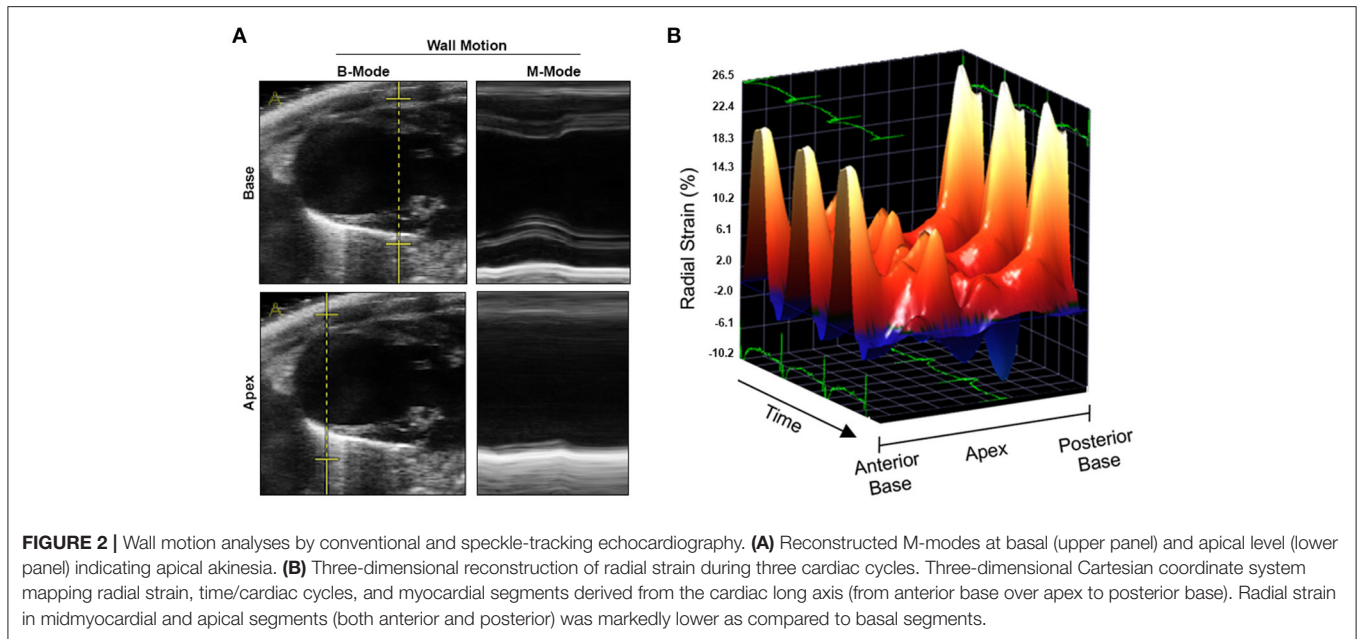 A
Wall Motion
B-Mode
M-Mode
Base
Apex
B
26.5
22.4
18.3
14.3
10.2
6.1
2.0
-2.0
-6.1
-10.2
Radial Strain (%)
Time
Anterior
Base
Apex
Posterior
Base
FIGURE 2 | Wall motion analyses by conventional and speckle-tracking echocardiography. (A) Reconstructed M-modes at basal (upper panel) and apical level (lower
panel) indicating apical akinesia. (B) Three-dimensional reconstruction of radial strain during three cardiac cycles. Three-dimensional Cartesian coordinate system
mapping radial strain, time/cardiac cycles, and myocardial segments derived from the cardiac long axis (from anterior base over apex to posterior base). Radial strain
in midmyocardial and apical segments (both anterior and posterior) was markedly lower as compared to basal segments.